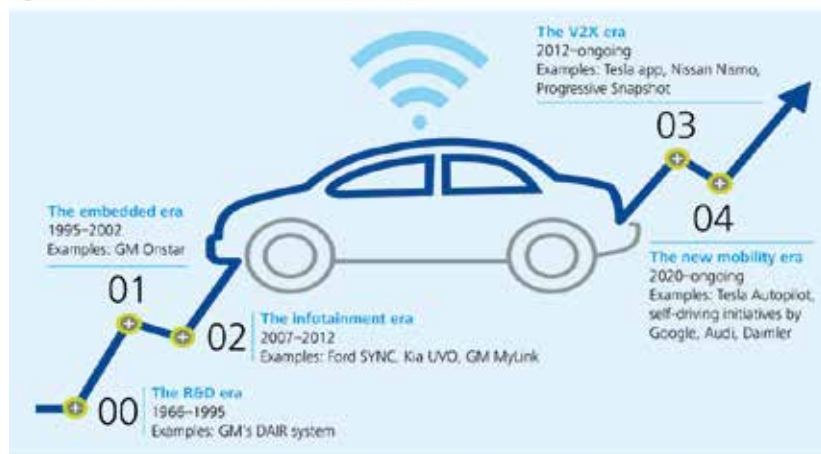 The V2X era
2012–ongoing
Examples: Tesla app, Nissan Nismo,
Progressive Snapshot
03
04
The new mobility era
2020–ongoing
Examples: Tesla Autopilot,
self-driving initiatives by
Google, Audi, Daimler
The embedded era
1995–2002
Examples: GM Onstar
01
02
The infotainment era
2007–2012
Examples: Ford SYNC, Kia UVO, GM MyLink
00
The R&D era
1966–1995
Examples: GM's DAIR system